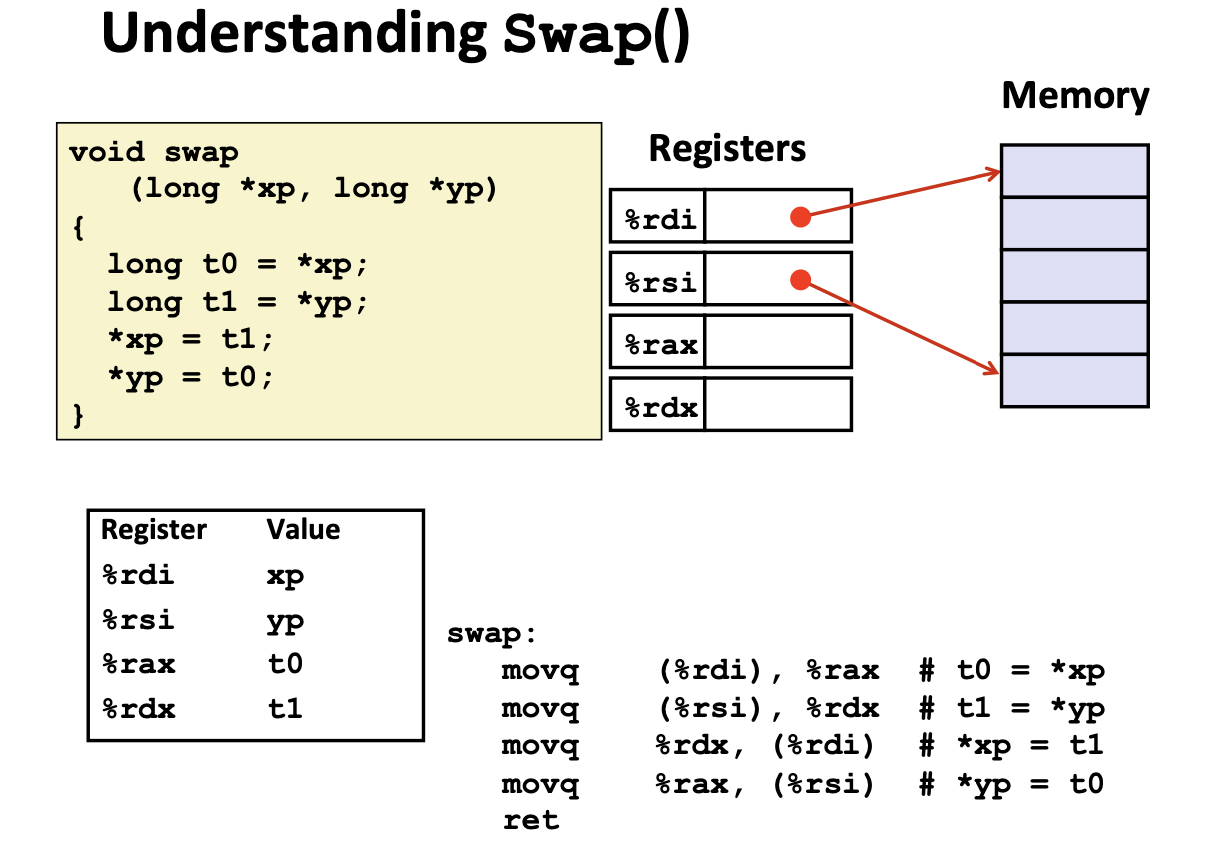 Understanding Swap()
void swap
(long *xp, long *yp)
{
long t0 = *xp;
long t1 = *yp;
*xp = t1;
*yp = t0;
}
Registers
%rdi
%rsi
%rax
%rdx
Memory
Register Value
%rdi xp
%rsi yp
%rax t0
%rdx t1
swap:
movq (%rdi), %rax # t0 = *xp
movq (%rsi), %rdx # t1 = *yp
movq %rdx, (%rdi) # *xp = t1
movq %rax, (%rsi) # *yp = t0
ret